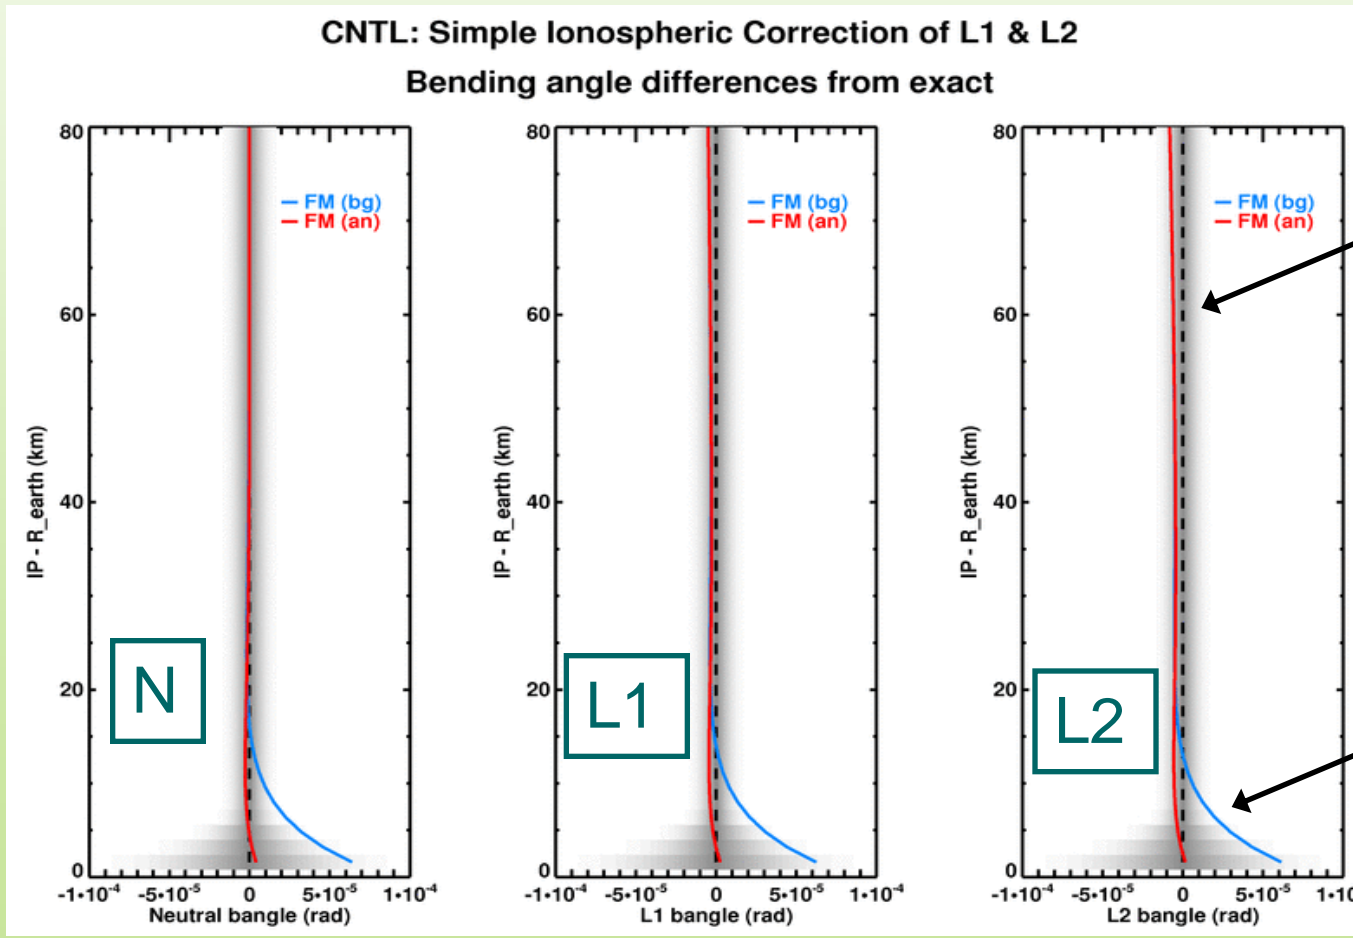 CNTL: Simple Ionospheric Correction of L1 & L2
Bending angle differences from exact
80
60
40
20
0
IP - R_earth (km)
FM (bg)
FM (an)
N
-1•10⁻⁴
-5•10⁻⁵
0
5•10⁻⁵
1•10⁻⁴
Neutral bangle (rad)
80
60
40
20
0
IP - R_earth (km)
FM (bg)
FM (an)
L1
-1•10⁻⁴
-5•10⁻⁵
0
5•10⁻⁵
1•10⁻⁴
L1 bangle (rad)
80
60
40
20
0
IP - R_earth (km)
FM (bg)
FM (an)
L2
-1•10⁻⁴
-5•10⁻⁵
0
5•10⁻⁵
1•10
L2 bangle (rad)